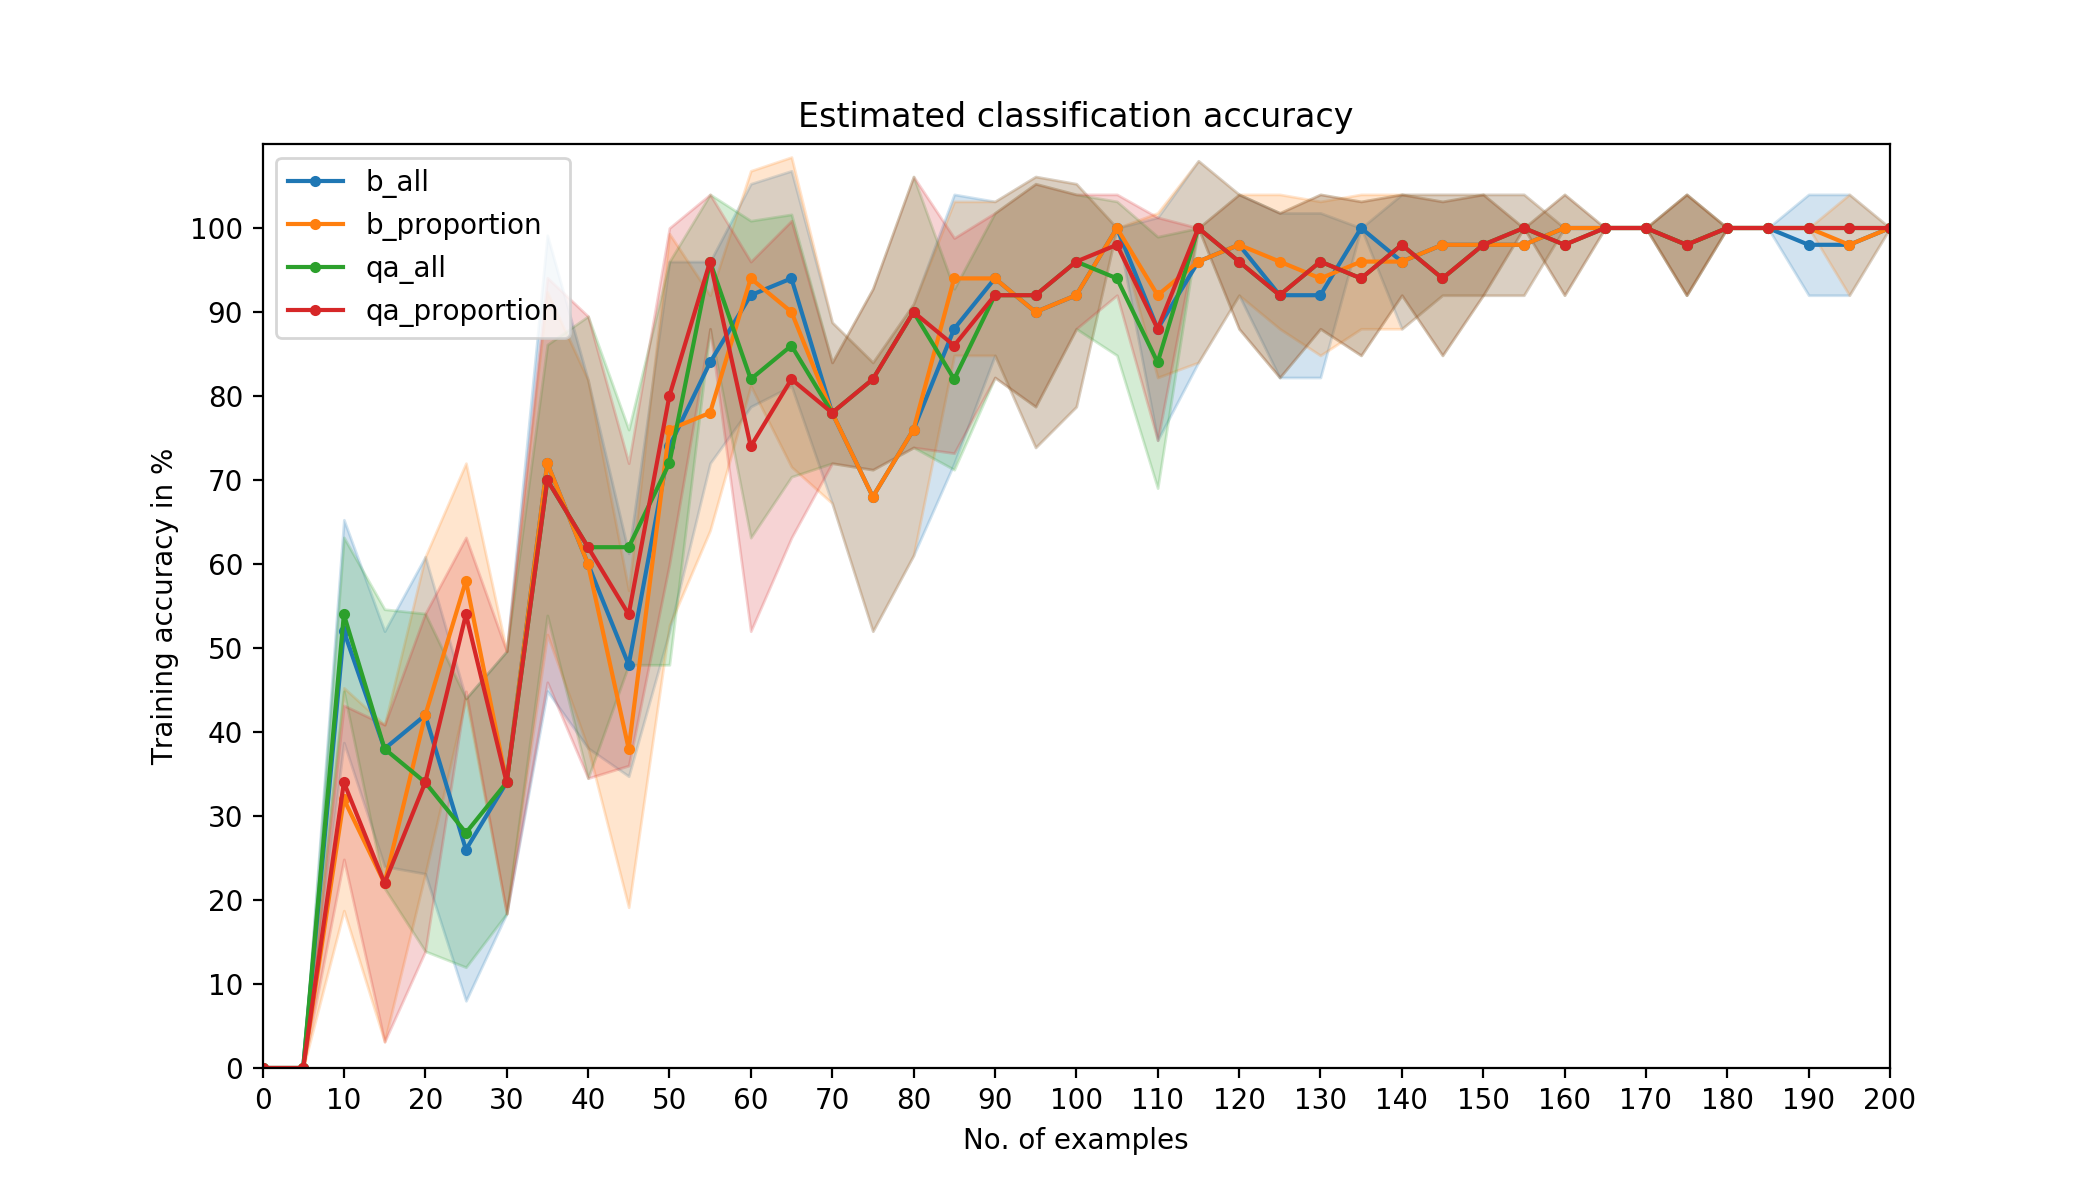 Estimated classification accuracy
b_all
b_proportion
qa_all
qa_proportion
Training accuracy in %
100
90
80
70
60
50
40
30
20
10
0
0 10 20 30 40 50 60 70 80 90 100 110 120 130 140 150 160 170 180 190 200
No. of examples